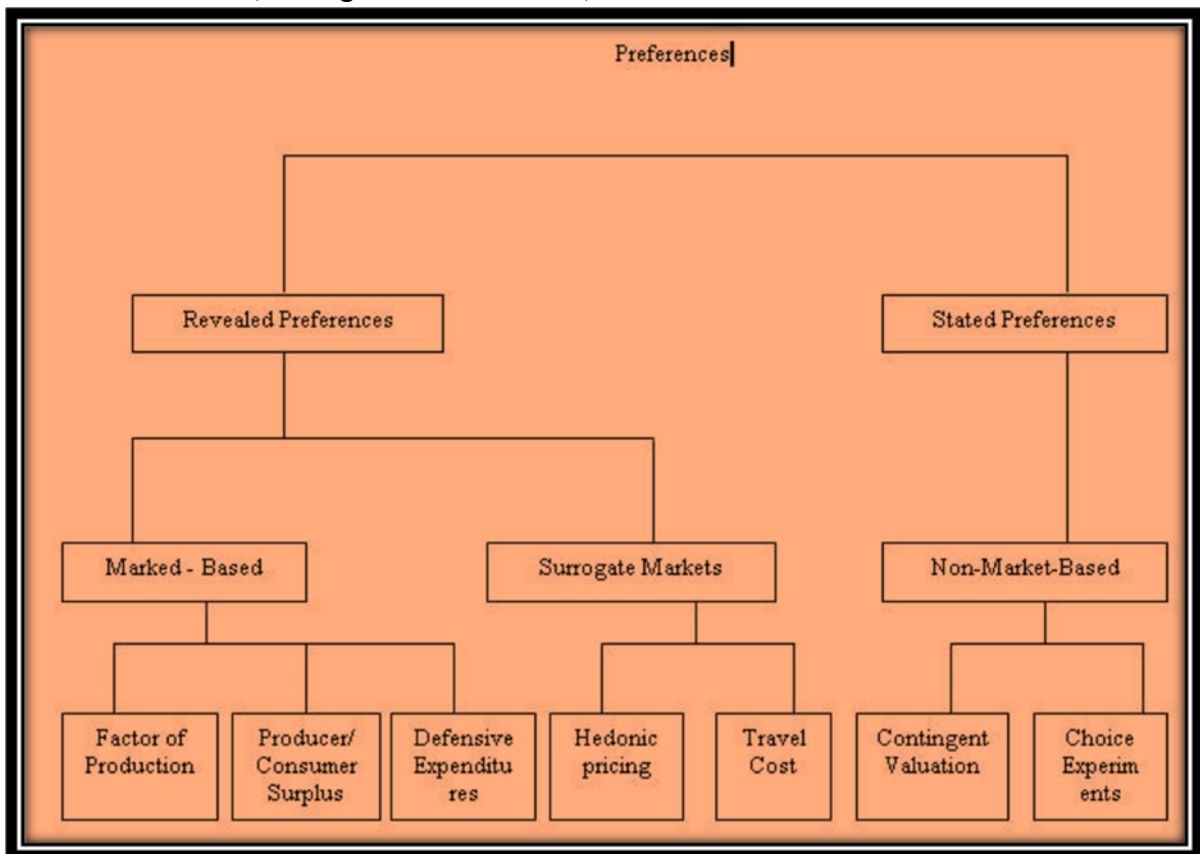 Preferences
Revealed Preferences
Stated Preferences
Marked - Based
Surrogate Markets
Non-Market-Based
Factor of
Production
Producer/
Consumer
Surplus
Defensive
Expenditu
res
Hedonic
pricing
Travel
Cost
Contingent
Valuation
Choice
Experim
ents